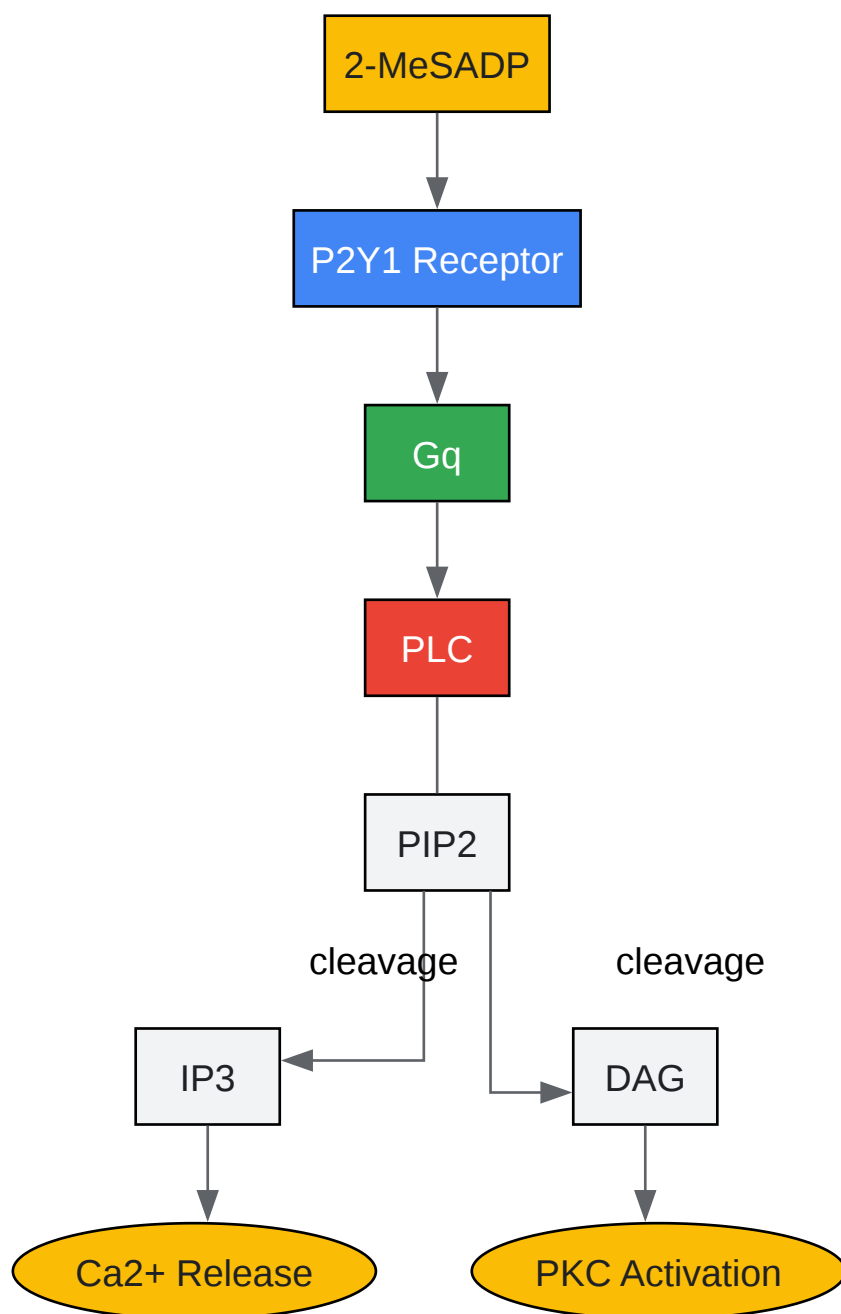 2-MeSADP
P2Y1 Receptor
Gq
PLC
PIP2
cleavage
cleavage
IP3
DAG
Ca2+ Release
PKC Activation